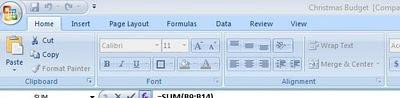 Christmas Budget [Compa
Home Insert Page Layout Formulas Data Review View
Paste
Cut
Copy
Format Painter
Calibri 11 A A
B I U A
Wrap Text
Merge & Center
Clipboard Font Alignment
SUM fx =SUM(B9:B14)